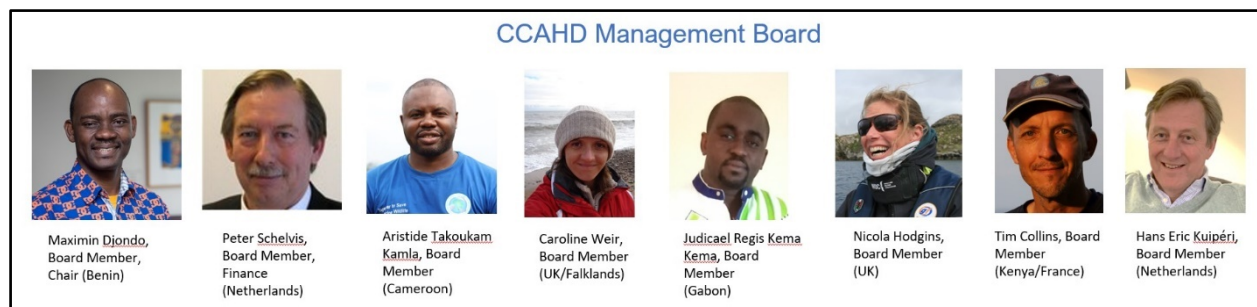 CCAHD Management Board
Maximin Djondo,
Board Member,
Chair (Benin)
Peter Schelvis,
Board Member,
Finance
(Netherlands)
Aristide Takoukam
Kamla, Board
Member
(Cameroon)
Caroline Weir,
Board Member
(UK/Falklands)
Judicael Regis Kema
Kema, Board
Member
(Gabon)
Nicola Hodgins,
Board Member
(UK)
Tim Collins, Board
Member
(Kenya/France)
Hans Eric Kuipéri,
Board Member
(Netherlands)